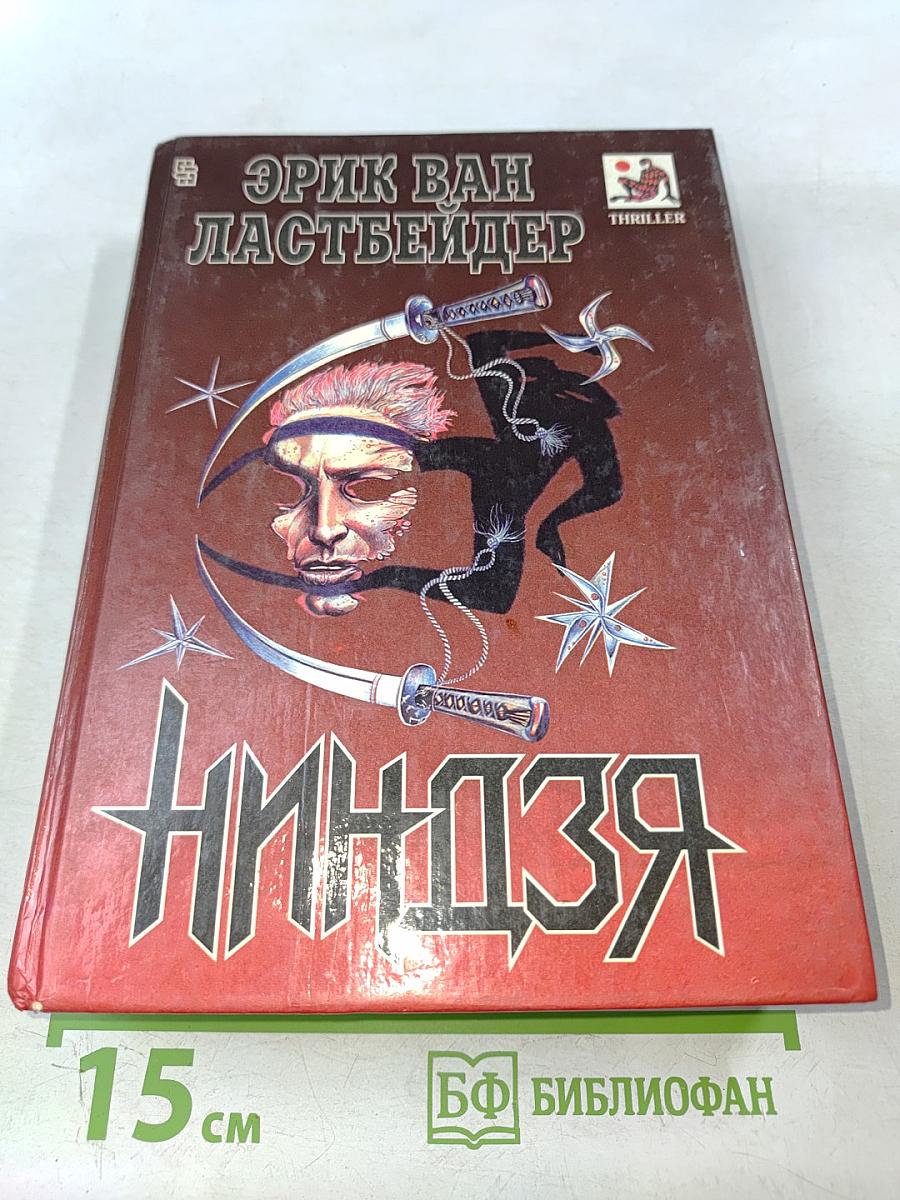 ЭРИК ВАН
ЛАСТБЕЙДЕР
THRILLER
НИНДЗЯ
15 см
БФ БИБЛИОФАН